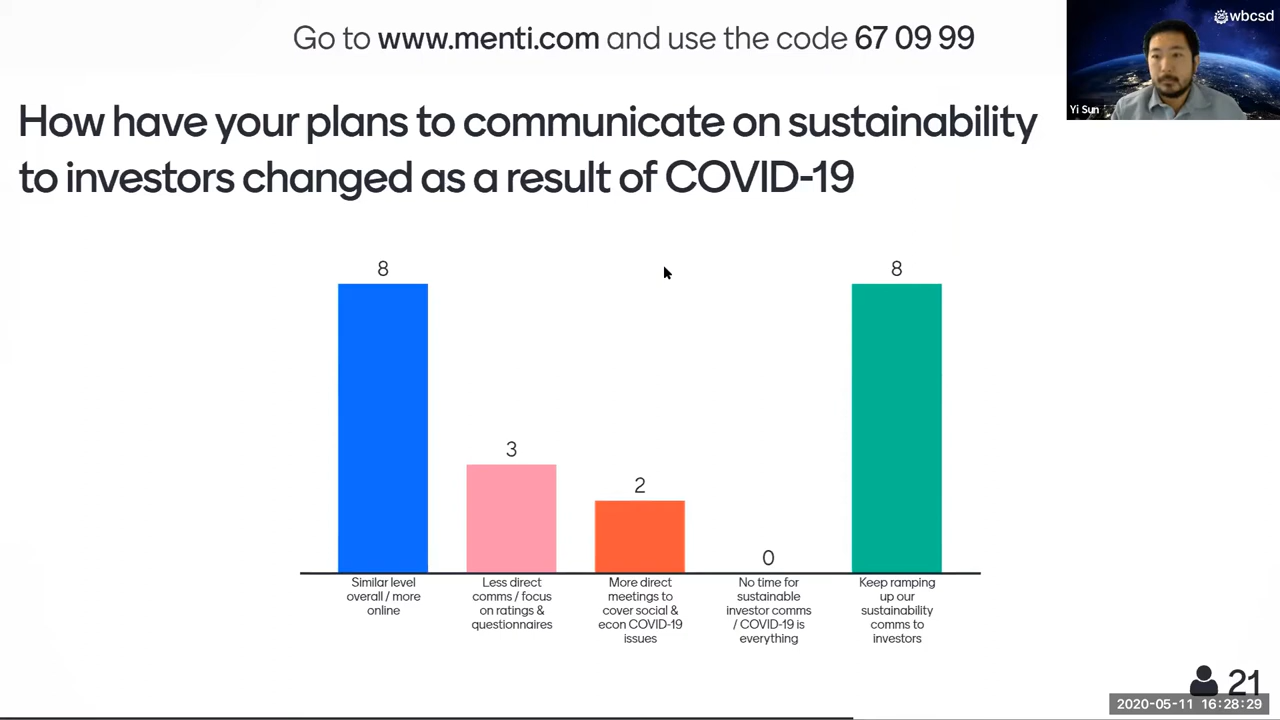 Go to www.menti.com and use the code 67 09 99
wbcsd
Yi Sun
How have your plans to communicate on sustainability
to investors changed as a result of COVID-19
8
3
2
0
8
Similar level
overall / more
online
Less direct
comms / focus
on ratings &
questionnaires
More direct
meetings to
cover social &
econ COVID-19
issues
No time for
sustainable
investor comms
/ COVID-19 is
everything
Keep ramping
up our
sustainability
comms to
investors
21
2020-05-11 16:28:29